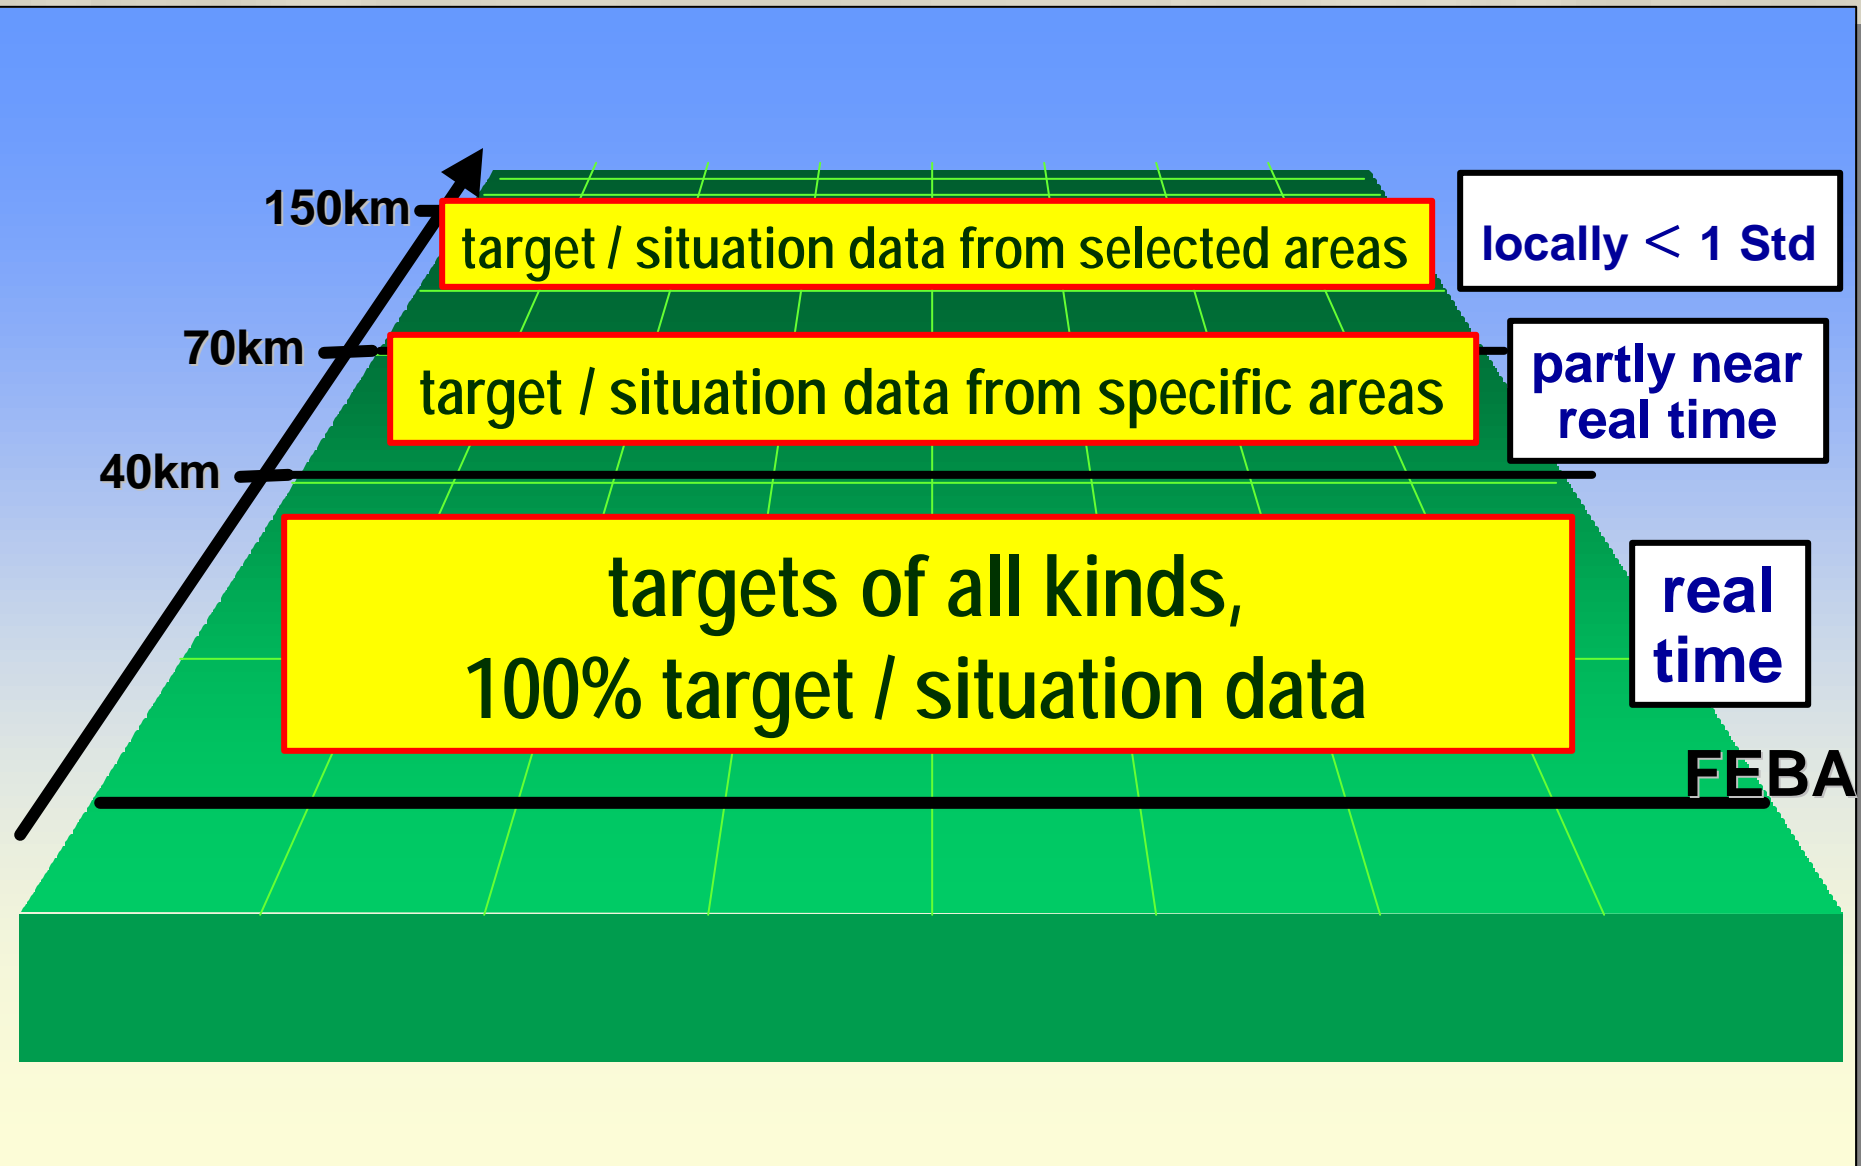 150km
target / situation data from selected areas
locally < 1 Std
70km
target / situation data from specific areas
partly near
real time
40km
targets of all kinds,
100% target / situation data
real
time
FEBA